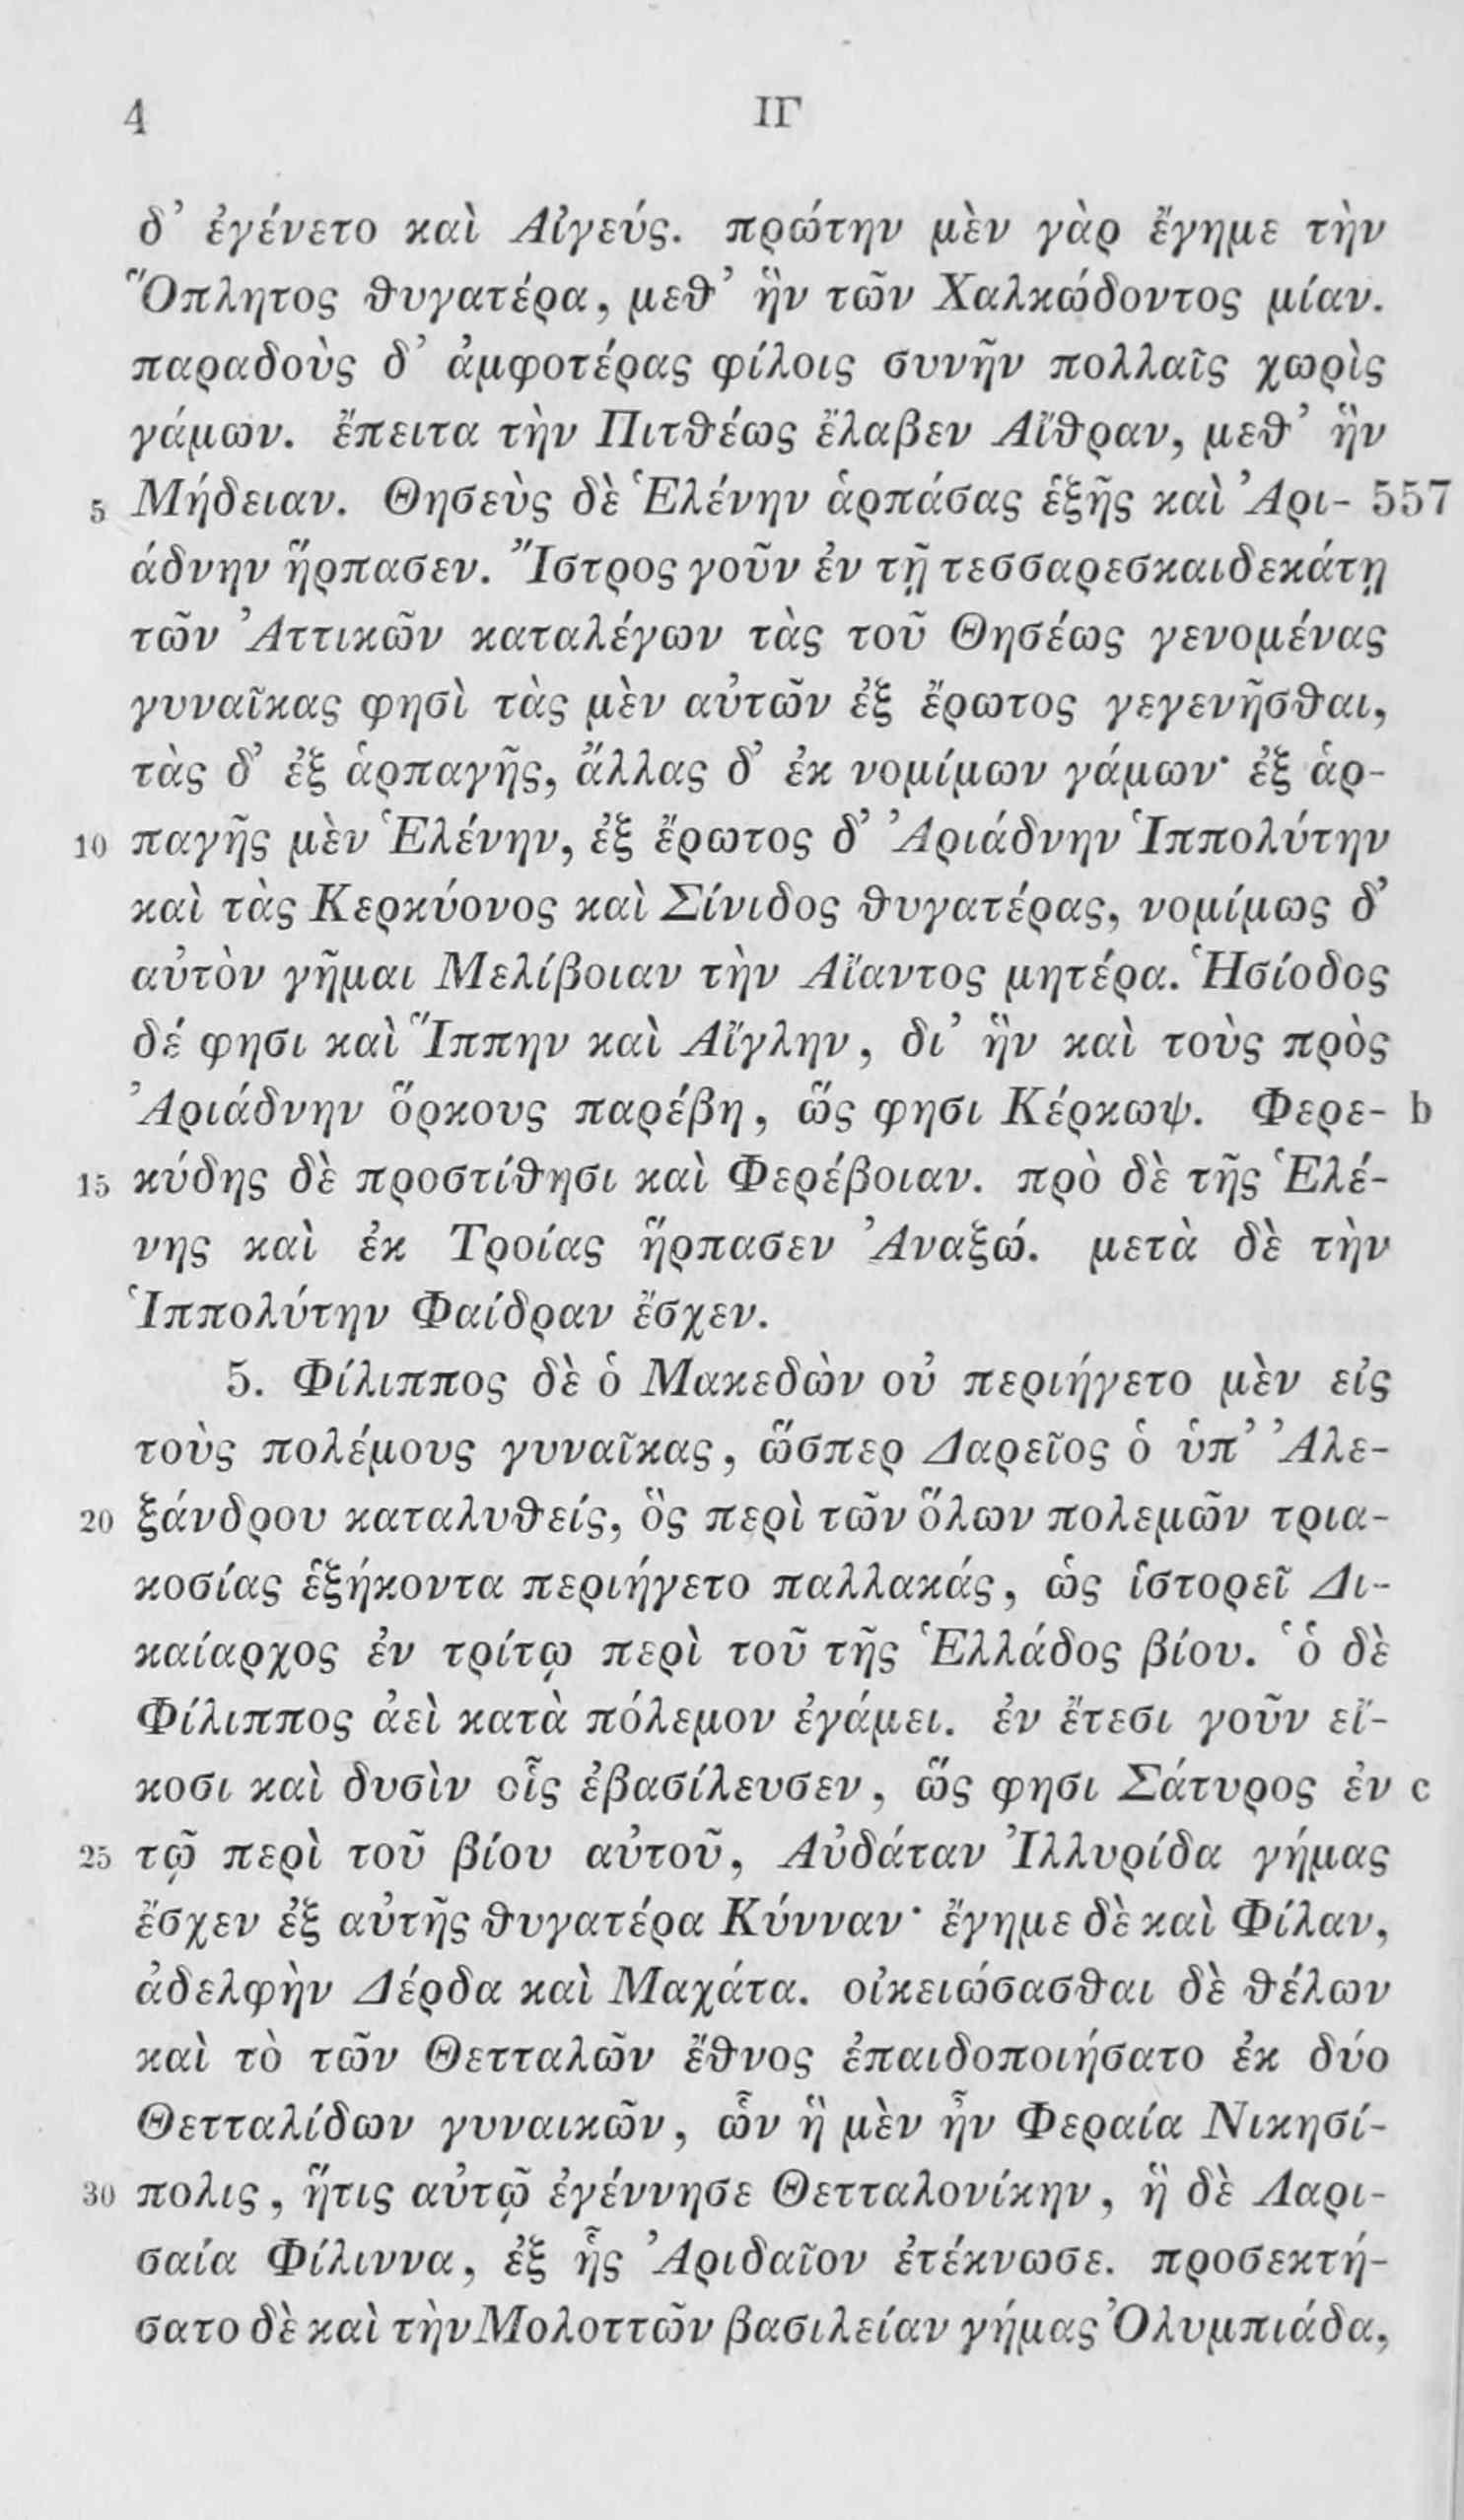 4 ΙΓ
δ’ ἐγένετο καὶ Αἰγεύς. πρώτην μὲν γὰρ ἔγημε τὴν
Ὅπλητος θυγατέρα, μεθ’ ἣν τῶν Χαλκώδοντος μίαν.
παραδοὺς δ’ ἀμφοτέρας φίλοις συνῆν πολλαῖς χωρὶς
γάμων. ἔπειτα τὴν Πιτθέως ἔλαβεν Αἴθραν, μεθ’ ἣν
5 Μήδειαν. Θησεὺς δὲ Ἑλένην ἁρπάσας ἑξῆς καὶ Ἀρι- 557
άδνην ἥρπασεν. Ἴστρος γοῦν ἐν τῇ τεσσαρεσκαιδεκάτῃ
τῶν Ἀττικῶν καταλέγων τὰς τοῦ Θησέως γενομένας
γυναῖκας φησὶ τὰς μὲν αὐτῶν ἐξ ἔρωτος γεγενῆσθαι,
τὰς δ’ ἐξ ἁρπαγῆς, ἄλλας δ’ ἐκ νομίμων γάμων· ἐξ ἁρ-
10 παγῆς μὲν Ἑλένην, ἐξ ἔρωτος δ’ Ἀριάδνην Ἱππολύτην
καὶ τὰς Κερκύονος καὶ Σίνιδος θυγατέρας, νομίμως δ’
αὐτὸν γῆμαι Μελίβοιαν τὴν Αἴαντος μητέρα. Ἡσίοδος
δέ φησι καὶ Ἵππην καὶ Αἴγλην, δι’ ἣν καὶ τοὺς πρὸς
Ἀριάδνην ὅρκους παρέβη, ὥς φησι Κέρκωψ. Φερε- b
15 κύδης δὲ προστίθησι καὶ Φερέβοιαν. πρὸ δὲ τῆς Ἑλέ-
νης καὶ ἐκ Τροίας ἥρπασεν Ἀναξώ. μετὰ δὲ τὴν
Ἱππολύτην Φαίδραν ἔσχεν.
5. Φίλιππος δὲ ὁ Μακεδὼν οὐ περιήγετο μὲν εἰς
τοὺς πολέμους γυναῖκας, ὥσπερ Δαρεῖος ὁ ὑπ’ Ἀλε-
20 ξάνδρου καταλυθείς, ὃς περὶ τῶν ὅλων πολεμῶν τρια-
κοσίας ἑξήκοντα περιήγετο παλλακάς, ὡς ἱστορεῖ Δι-
καίαρχος ἐν τρίτῳ περὶ τοῦ τῆς Ἑλλάδος βίου. ‛ὁ δὲ
Φίλιππος ἀεὶ κατὰ πόλεμον ἐγάμει. ἐν ἔτεσι γοῦν εἴ-
κοσι καὶ δυσὶν οἷς ἐβασίλευσεν, ὥς φησι Σάτυρος ἐν c
25 τῷ περὶ τοῦ βίου αὐτοῦ, Αὐδάταν Ἰλλυρίδα γήμας
ἔσχεν ἐξ αὐτῆς θυγατέρα Κύνναν· ἔγημε δὲ καὶ Φίλαν,
ἀδελφὴν Δέρδα καὶ Μαχάτα. οἰκειώσασθαι δὲ θέλων
καὶ τὸ τῶν Θετταλῶν ἔθνος ἐπαιδοποιήσατο ἐκ δύο
Θετταλίδων γυναικῶν, ὧν ἣ μὲν ἦν Φεραία Νικησί-
30 πολις, ἥτις αὐτῷ ἐγέννησε Θετταλονίκην, ἣ δὲ Λαρι-
σαία Φίλιννα, ἐξ ἧς Ἀριδαῖον ἐτέκνωσε. προσεκτή-
σατο δὲ καὶ τὴν Μολοττῶν βασιλείαν γήμας Ὀλυμπιάδα,